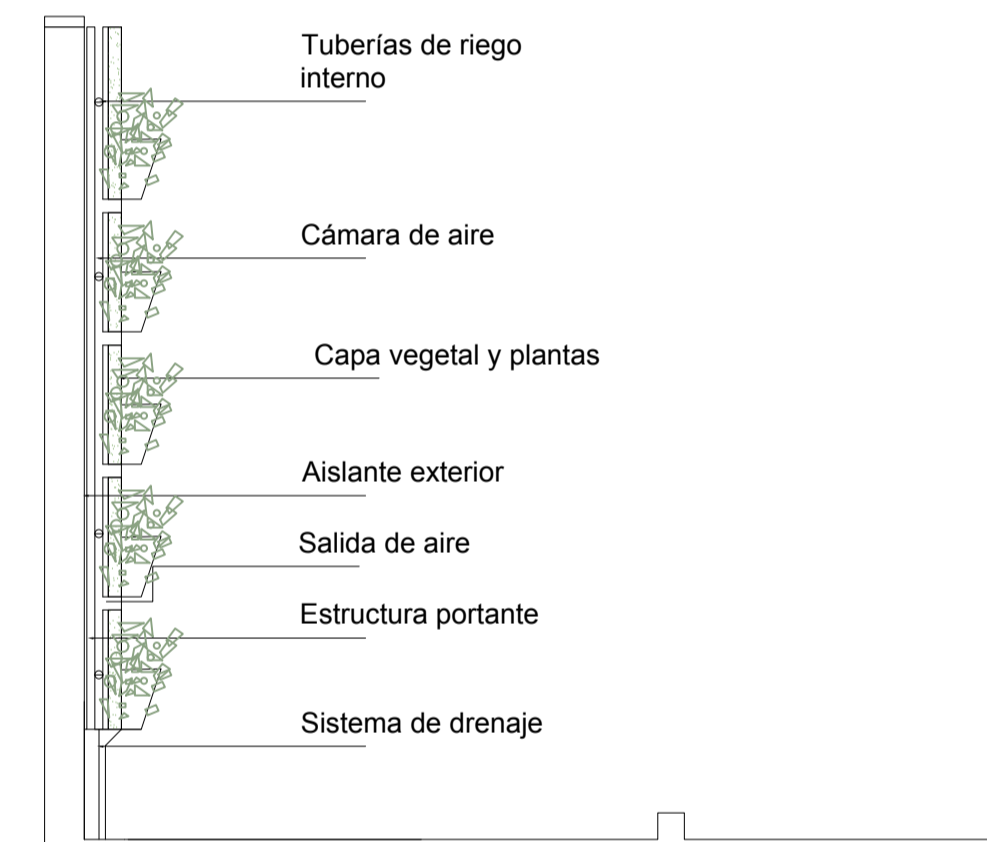 Tuberías de riego
interno
Cámara de aire
Capa vegetal y plantas
Aislante exterior
Salida de aire
Estructura portante
Sistema de drenaje